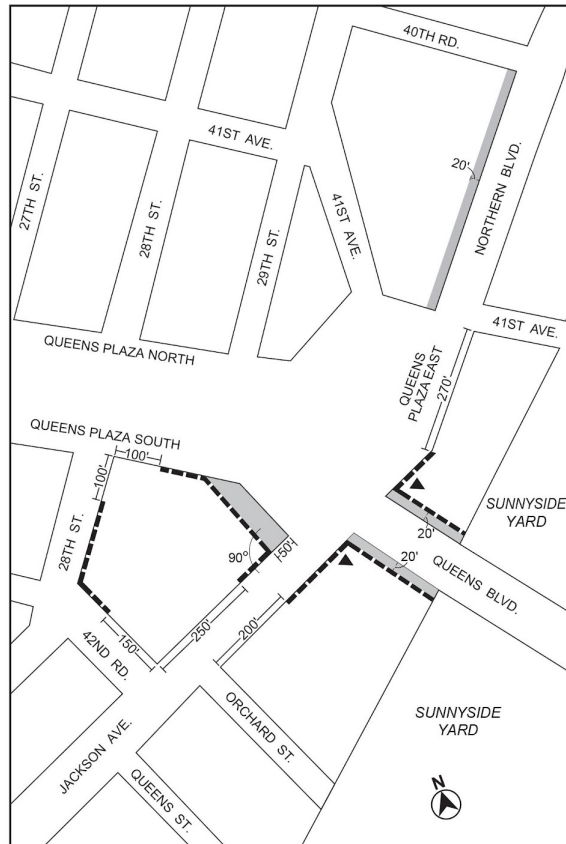 40TH RD.
41ST AVE.
20'
NORTHERN BLVD.
27TH ST.
28TH ST.
29TH ST.
41ST AVE.
41ST AVE.
QUEENS PLAZA NORTH
QUEENS
PLAZA EAST
270'
QUEENS PLAZA SOUTH
100'
100'
28TH ST.
90°
50'
20'
SUNNYSIDE
YARD
20'
QUEENS BLVD.
150'
250'
200'
42ND RD.
ORCHARD ST.
JACKSON AVE.
QUEENS ST.
SUNNYSIDE
YARD
N